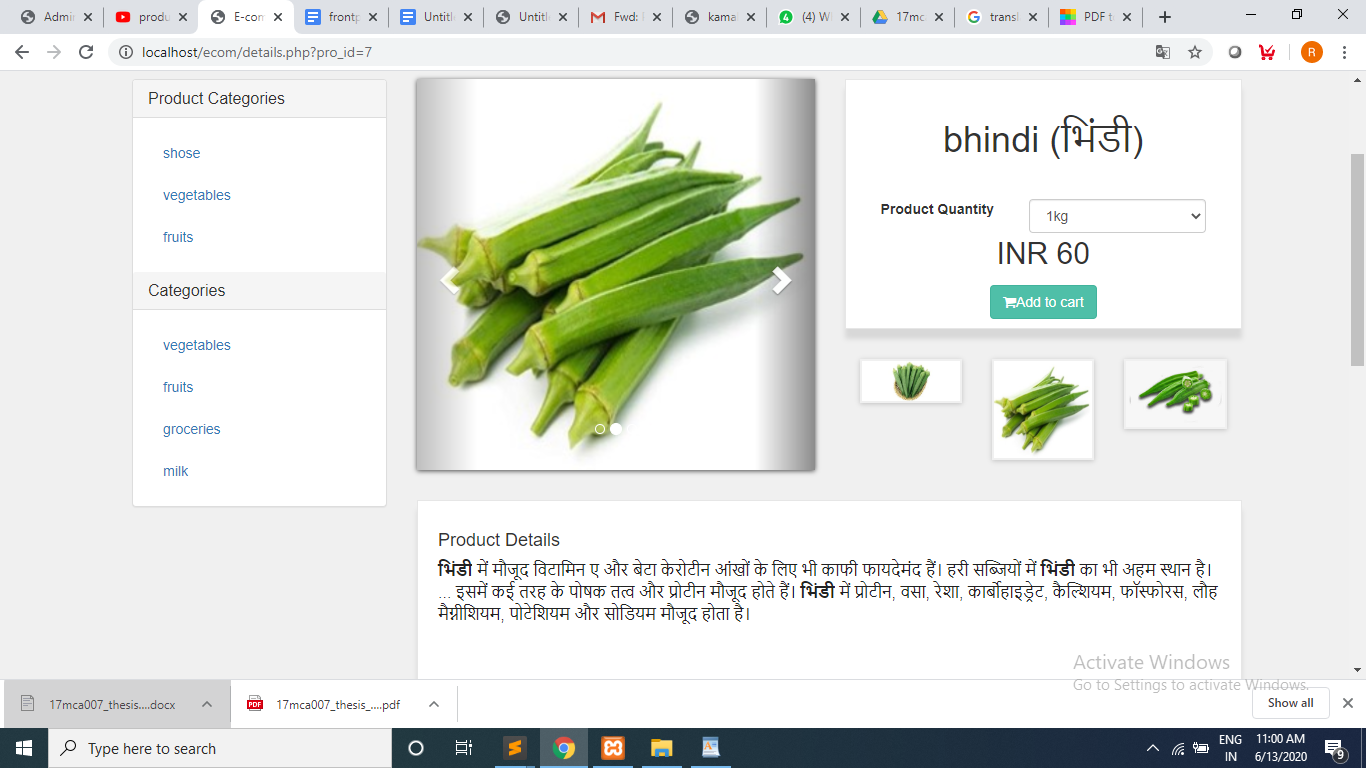 Admin
produ
E-com
frontp
Untitle
Untitle
Fwd:
kamal
(4) W
17mc
transl
PDF t
localhost/ecom/details.php?pro_id=7
R
Product Categories
shose
vegetables
fruits
Categories
vegetables
fruits
groceries
milk
bhindi (भिंडी)
Product Quantity
1kg
INR 60
Add to cart
Product Details
भिंडी में मौजूद विटामिन ए और बेटा केरोटीन आंखों के लिए भी काफी फायदेमंद हैं। हरी सब्जियों में भिंडी का भी अहम स्थान है।
... इसमें कई तरह के पोषक तत्व और प्रोटीन मौजूद होते हैं। भिंडी में प्रोटीन, वसा, रेशा, कार्बोहाइड्रेट, कैल्शियम, फॉस्फोरस, लौह
मैग्नीशियम, पोटेशियम और सोडियम मौजूद होता है।
Activate Windows
Go to Settings to activate Windows.
17mca007_thesis....docx
PDF
17mca007_thesis_....pdf
Show all
Type here to search
ENG
IN
11:00 AM
6/13/2020
9